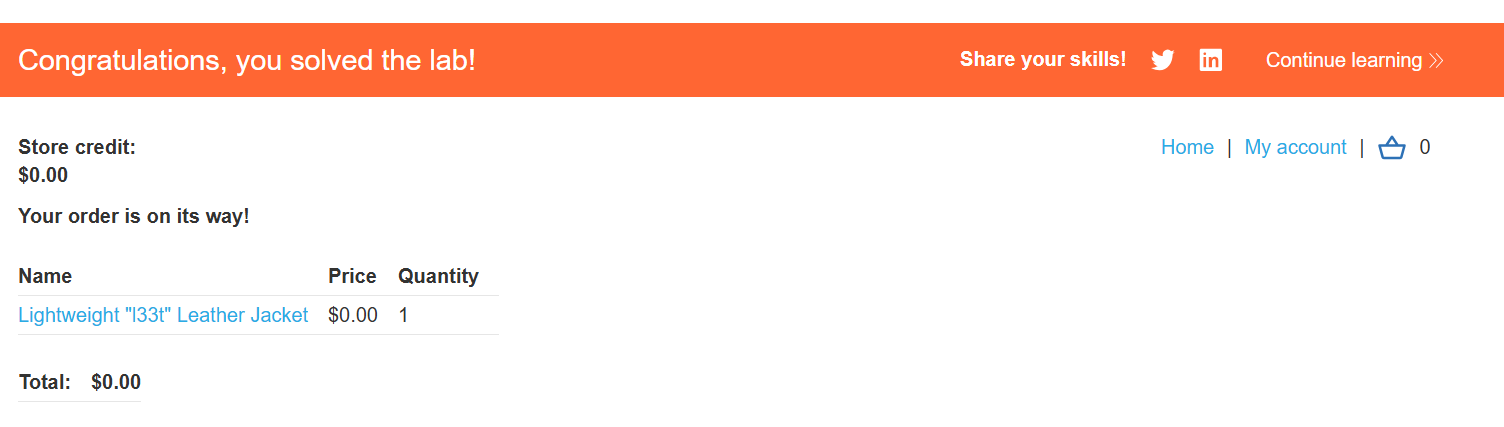 Congratulations, you solved the lab!
Share your skills!
in
Continue learning >>
Store credit:
$0.00
Home | My account | 0
Your order is on its way!
Name Price Quantity
Lightweight "l33t" Leather Jacket $0.00 1
Total: $0.00